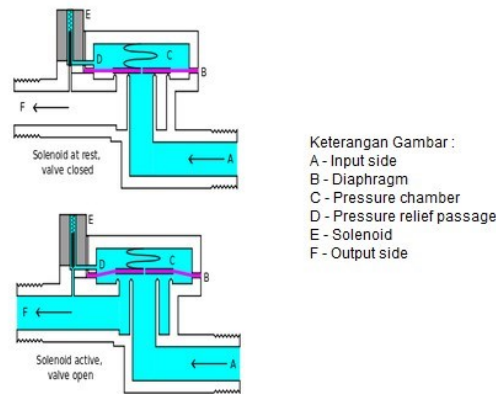 E
D
C
B
F
Solenoid at rest,
valve closed
A
E
D
C
B
F
Solenoid active,
valve open
A
Keterangan Gambar :
A - Input side
B - Diaphragm
C - Pressure chamber
D - Pressure relief passage
E - Solenoid
F - Output side